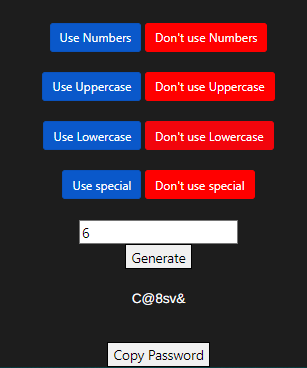 Use Numbers Don't use Numbers
Use Uppercase Don't use Uppercase
Use Lowercase Don't use Lowercase
Use special Don't use special
6
Generate
C@8sv&
Copy Password